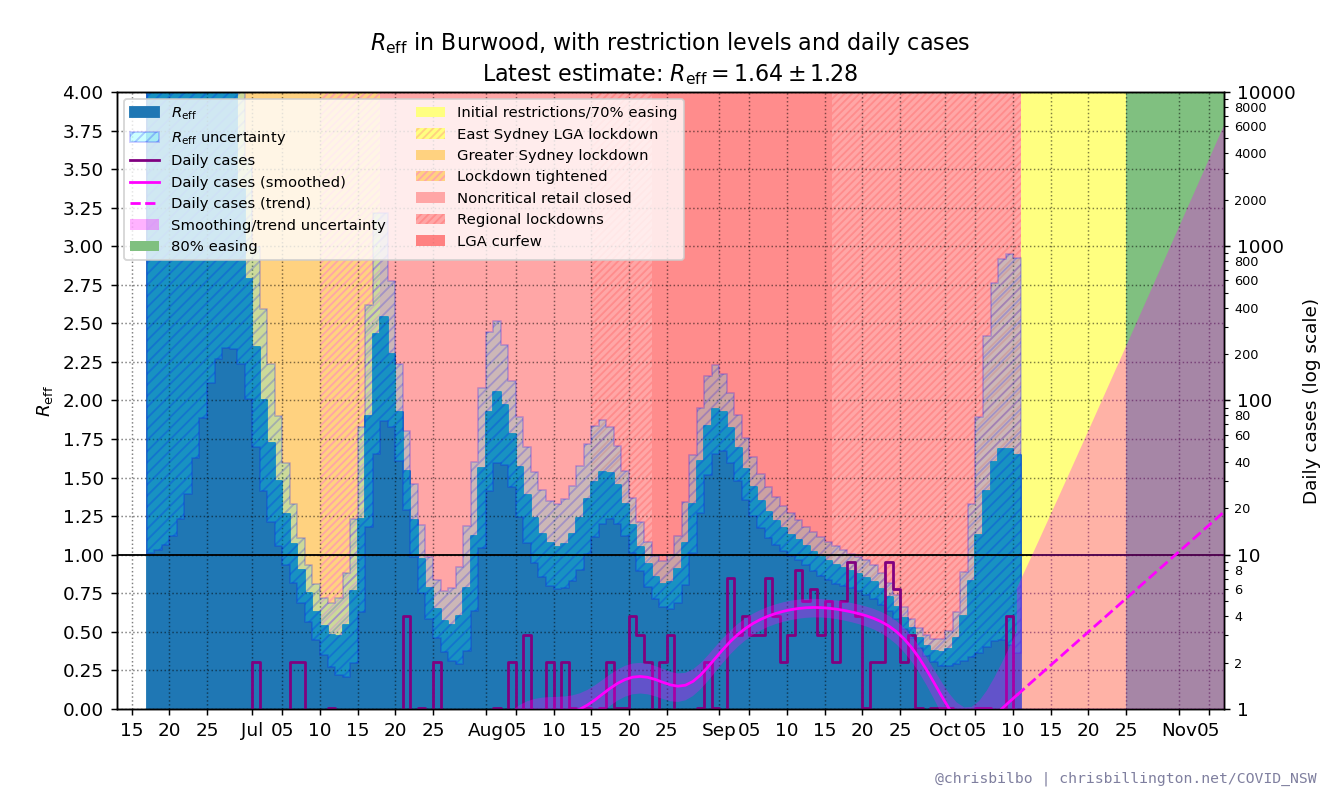 Reff in Burwood, with restriction levels and daily cases
Latest estimate: Reff = 1.64 ± 1.28
Reff
Reff uncertainty
Daily cases
Daily cases (smoothed)
Daily cases (trend)
Smoothing/trend uncertainty
80% easing
Initial restrictions/70% easing
East Sydney LGA lockdown
Greater Sydney lockdown
Lockdown tightened
Noncritical retail closed
Regional lockdowns
LGA curfew
Reff
4.00
3.75
3.50
3.25
3.00
2.75
2.50
2.25
2.00
1.75
1.50
1.25
1.00
0.75
0.50
0.25
0.00
10000
8000
6000
4000
2000
1000
800
600
400
200
100
80
60
40
20
10
8
6
4
2
1
Daily cases (log scale)
15 20 25 Jul 05 10 15 20 25 Aug 05 10 15 20 25 Sep 05 10 15 20 25 Oct 05 10 15 20 25 Nov 05
@chrisbilbo | chrisbillington.net/COVID_NSW